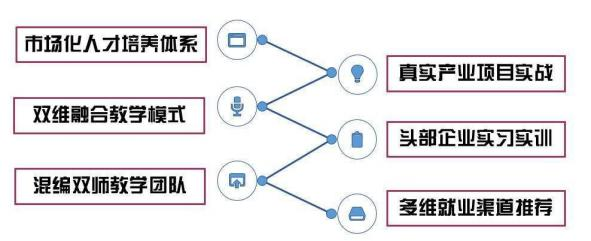 市场化人才培养体系
真实产业项目实战
双维融合教学模式
头部企业实习实训
混编双师教学团队
多维就业渠道推荐